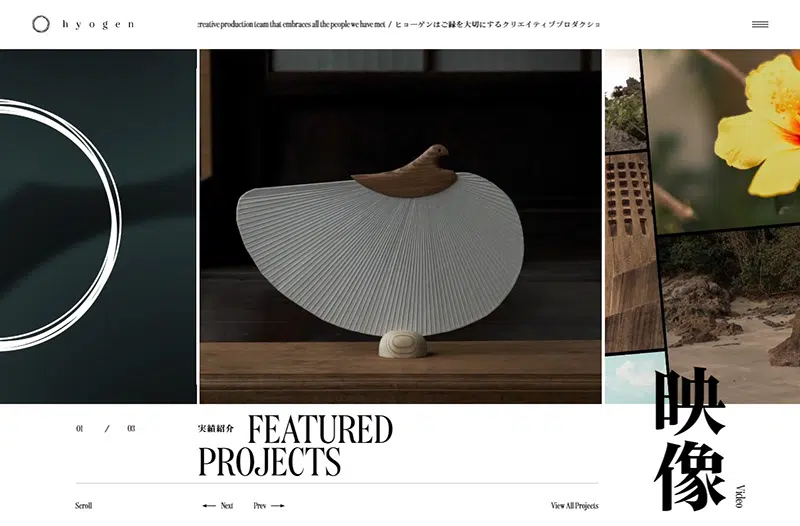 hyogen
creative production team that embraces all the people we have met / ヒョーゲンはご縁を大切にするクリエイティブプロダクショ
01 / 03
実績紹介 FEATURED
PROJECTS
映像
Video
Scroll
Next
Prev
View All Projects